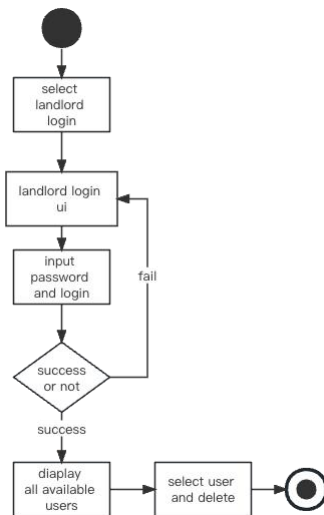 select
landlord
login
landlord login
ui
input
password
and login
fail
success
or not
success
diaplay
all available
users
select user
and delete